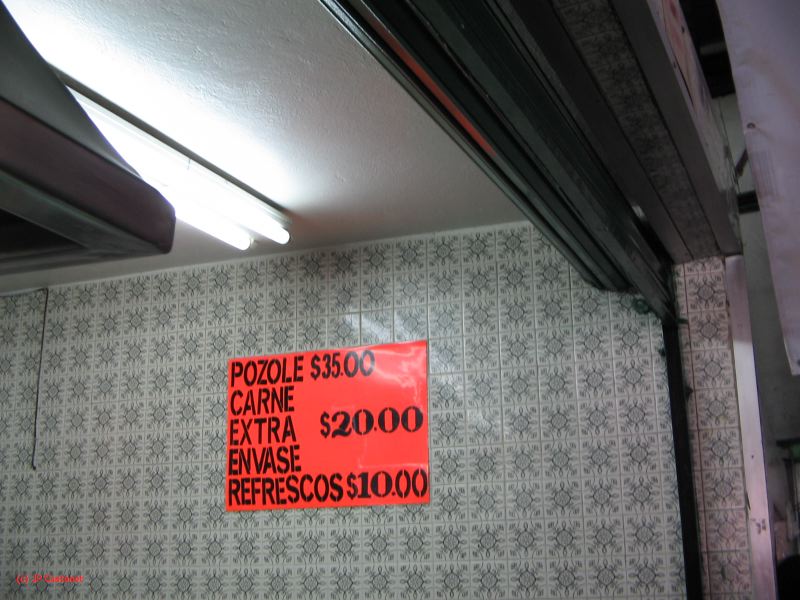 POZOLE $35.00
CARNE
EXTRA $20.00
ENVASE
REFRESCOS $10.00